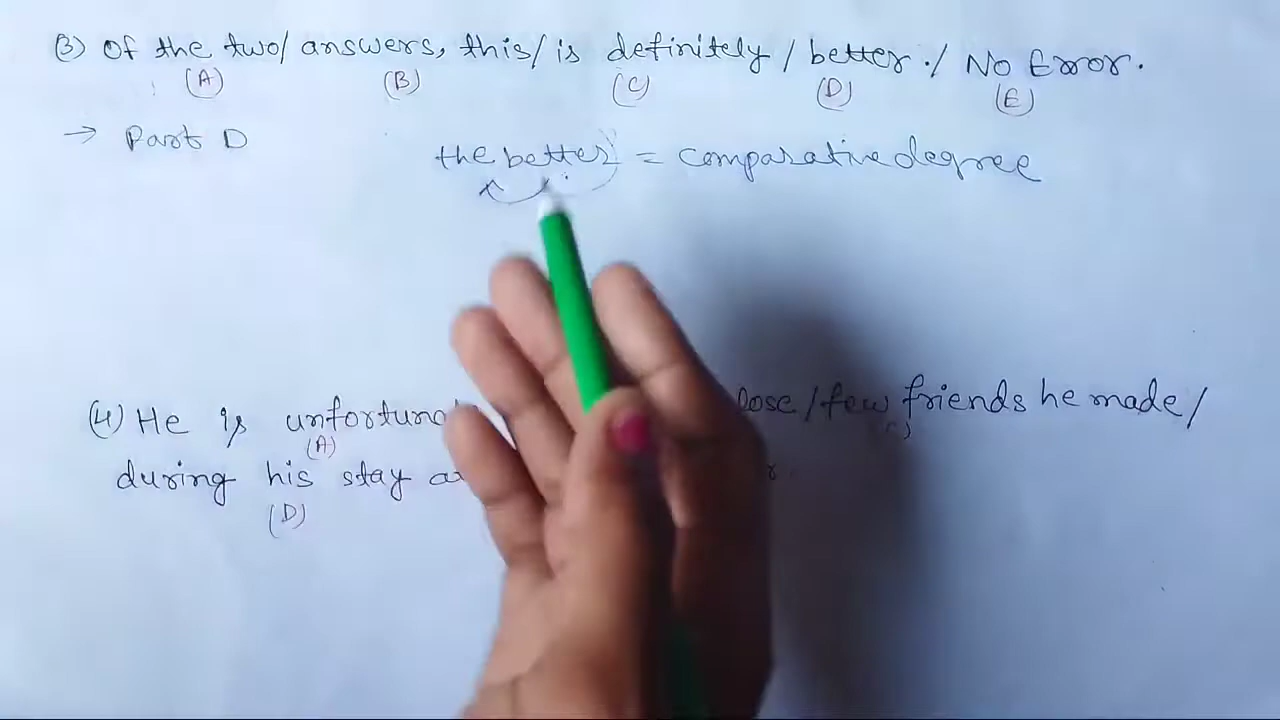 (3) Of the two/ answers, this/ is definitely / better ./ No Error.
(A) (B) (C) (D) (E)
→ Part D
the better = comparative degree
(4) He is / few friends he made /
(A) (C)
during his stay
(D)